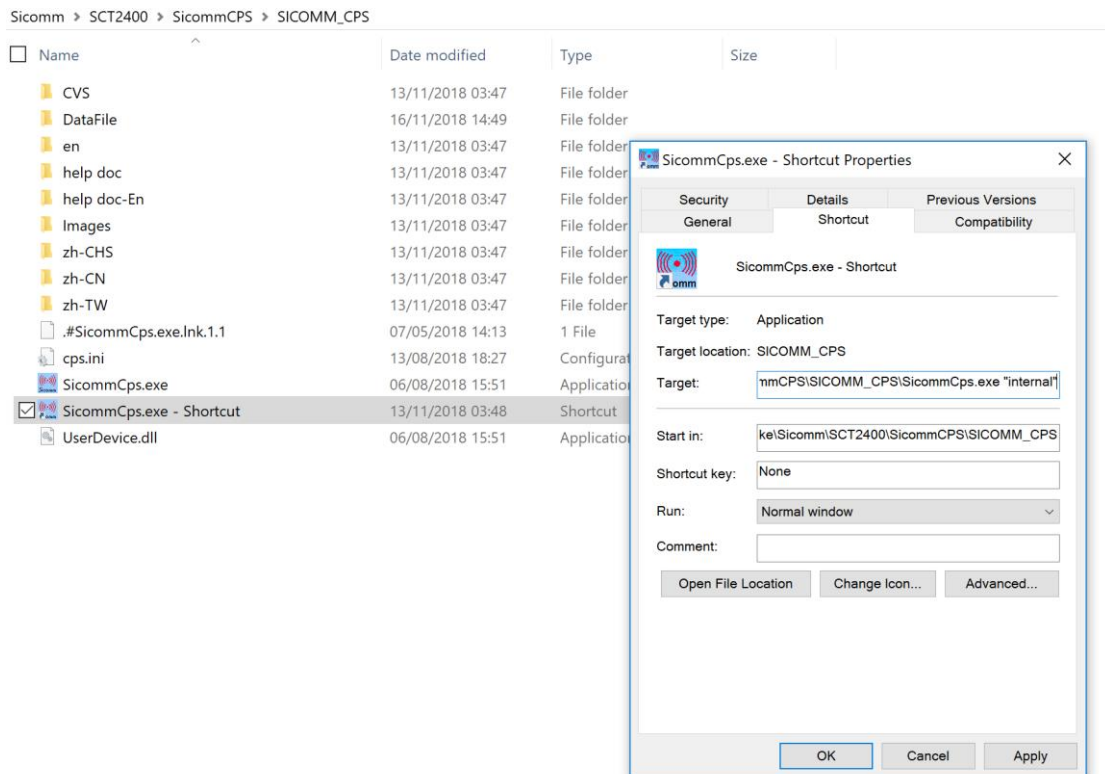 Sicomm > SCT2400 > SicommCPS > SICOMM_CPS
Name Date modified Type Size
CVS 13/11/2018 03:47 File folder
DataFile 16/11/2018 14:49 File folder
en 13/11/2018 03:47 File folder
help doc 13/11/2018 03:47 File folder
help doc-En 13/11/2018 03:47 File folder
Images 13/11/2018 03:47 File folder
zh-CHS 13/11/2018 03:47 File folder
zh-CN 13/11/2018 03:47 File folder
zh-TW 13/11/2018 03:47 File folder
.#SicommCps.exe.lnk.1.1 07/05/2018 14:13 1 File
cps.ini 13/08/2018 18:27 Configurat
SicommCps.exe 06/08/2018 15:51 Applicatio
SicommCps.exe - Shortcut 13/11/2018 03:48 Shortcut
UserDevice.dll 06/08/2018 15:51 Applicatio
SicommCps.exe - Shortcut Properties
Security Details Previous Versions
General Shortcut Compatibility
omm
SicommCps.exe - Shortcut
Target type: Application
Target location: SICOMM_CPS
Target: mmCPS\SICOMM_CPS\SicommCps.exe "internal"
Start in: ke\Sicomm\SCT2400\SicommCPS\SICOMM_CPS
Shortcut key: None
Run: Normal window
Comment:
Open File Location Change Icon... Advanced...
OK Cancel Apply